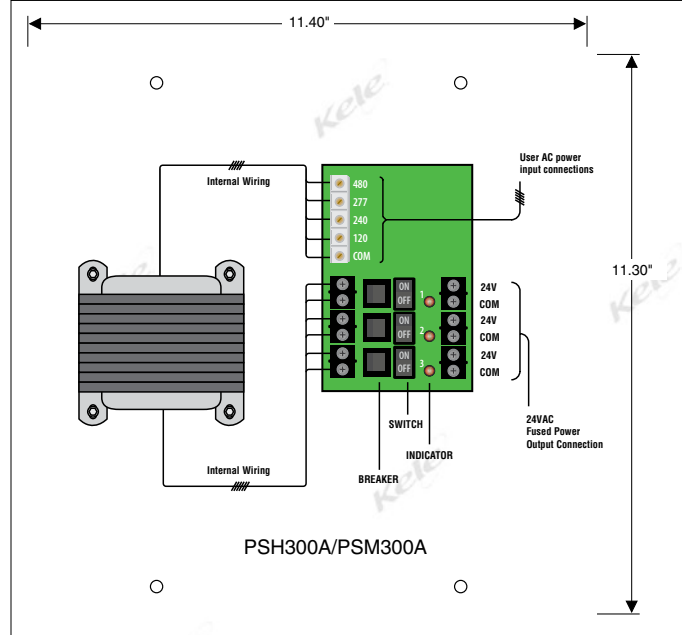 11.40"
Kele
User AC power
input connections
Internal Wiring
480
277
240
120
COM
11.30"
Kele
Kele
ON
OFF
1
24V
COM
ON
OFF
2
24V
COM
ON
OFF
3
24V
COM
SWITCH
24VAC
Fused Power
Output Connection
INDICATOR
Internal Wiring
BREAKER
Kele
PSH300A/PSM300A